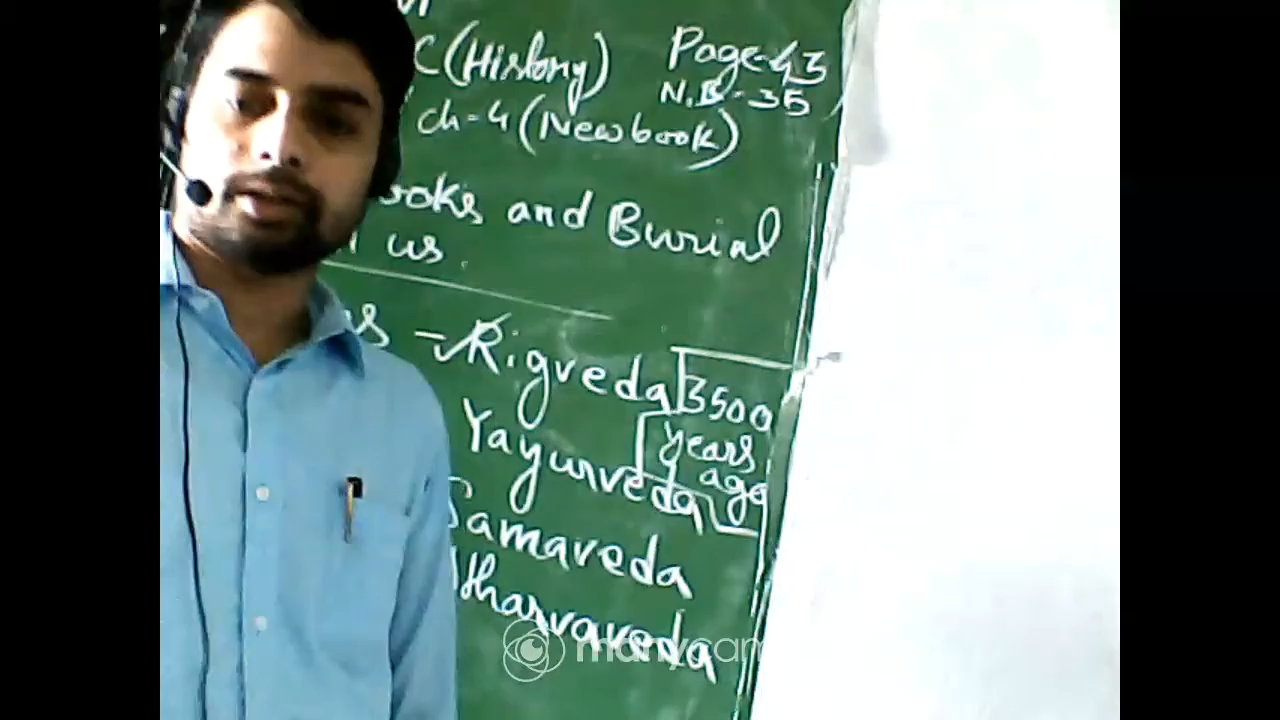 C (History) Page-43
N.B-35
ch-4 (New book)
ooks and Burial
us
s - Rigveda 3500
years
ago
Yayurveda
Samaveda
Atharvaveda
manycam